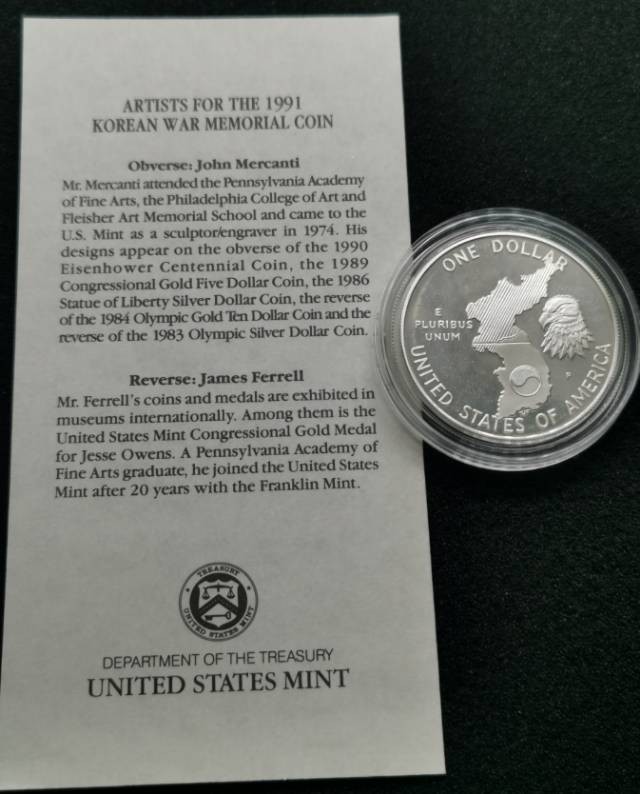 ARTISTS FOR THE 1991
KOREAN WAR MEMORIAL COIN
Obverse: John Mercanti
Mr. Mercanti attended the Pennsylvania Academy
of Fine Arts, the Philadelphia College of Art and
Fleisher Art Memorial School and came to the
U.S. Mint as a sculptor/engraver in 1974. His
designs appear on the obverse of the 1990
Eisenhower Centennial Coin, the 1989
Congressional Gold Five Dollar Coin, the 1986
Statue of Liberty Silver Dollar Coin, the reverse
of the 1984 Olympic Gold Ten Dollar Coin and the
reverse of the 1983 Olympic Silver Dollar Coin.
Reverse: James Ferrell
Mr. Ferrell's coins and medals are exhibited in
museums internationally. Among them is the
United States Mint Congressional Gold Medal
for Jesse Owens. A Pennsylvania Academy of
Fine Arts graduate, he joined the United States
Mint after 20 years with the Franklin Mint.
TREASURY
UNITED STATES MINT
DEPARTMENT OF THE TREASURY
UNITED STATES MINT
ONE DOLLAR
E
PLURIBUS
UNUM
P
UNITED STATES OF AMERICA